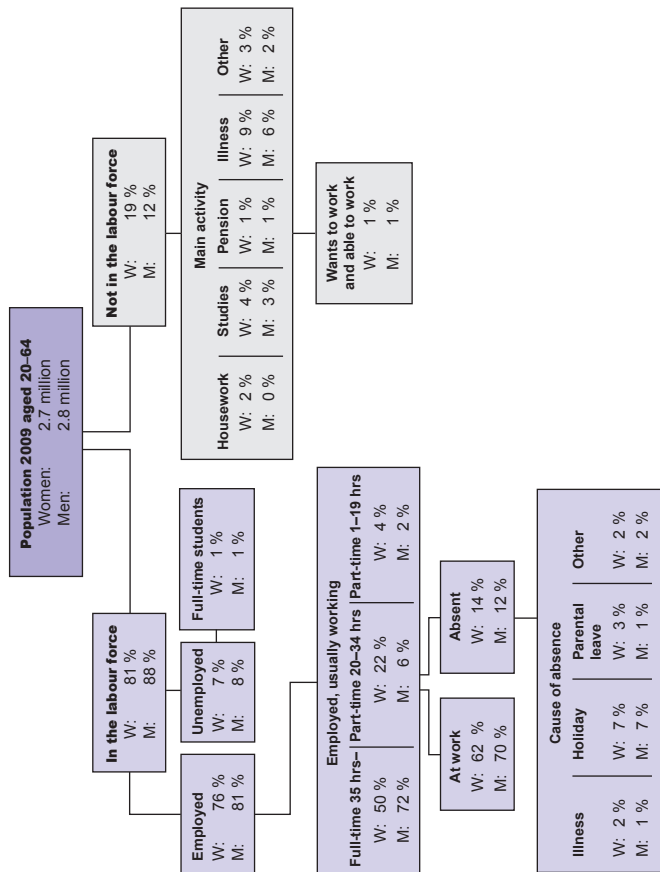 Population 2009 aged 20–64
Women: 2.7 million
Men: 2.8 million
In the labour force
W: 81 %
M: 88 %
Not in the labour force
W: 19 %
M: 12 %
Employed
W: 76 %
M: 81 %
Unemployed
W: 7 %
M: 8 %
Full-time students
W: 1 %
M: 1 %
Employed, usually working
Full-time 35 hrs–
W: 50 %
M: 72 %
Part-time 20–34 hrs
W: 22 %
M: 6 %
Part-time 1–19 hrs
W: 4 %
M: 2 %
At work
W: 62 %
M: 70 %
Absent
W: 14 %
M: 12 %
Cause of absence
Illness
W: 2 %
M: 1 %
Holiday
W: 7 %
M: 7 %
Parental
leave
W: 3 %
M: 1 %
Other
W: 2 %
M: 2 %
Main activity
Housework
W: 2 %
M: 0 %
Studies
W: 4 %
M: 3 %
Pension
W: 1 %
M: 1 %
Illness
W: 9 %
M: 6 %
Other
W: 3 %
M: 2 %
Wants to work
and able to work
W: 1 %
M: 1 %